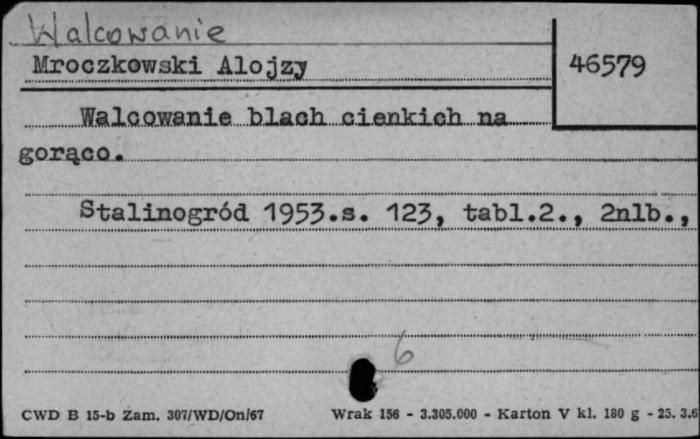 Walcowanie
Mroczkowski Alojzy
46579
Walcowanie blach cienkich na
gorąco.
Stalinogród 1953.s. 123, tabl.2., 2nlb.,
6
CWD B 15-b Zam. 307/WD/On/67 Wrak 156 - 3.305.000 - Karton V kl. 180 g - 25. 3.6